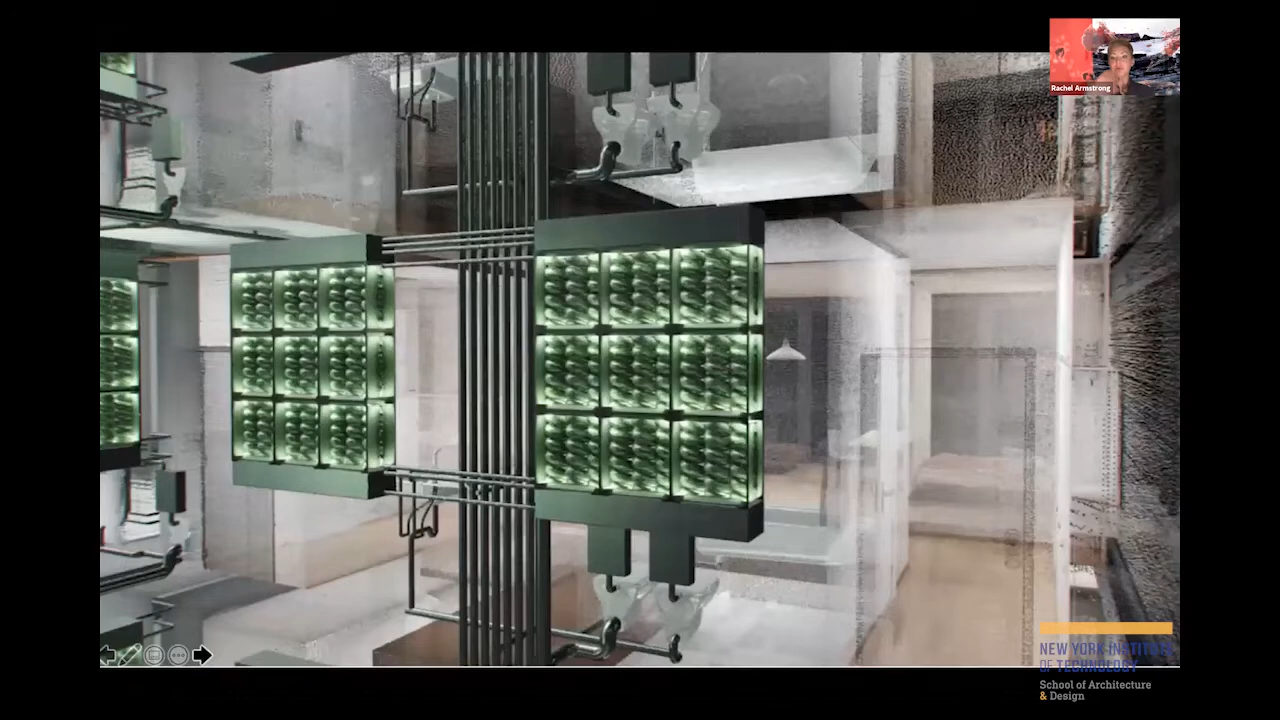 Rachel Armstrong
NEW YORK INSTITUTE
OF TECHNOLOGY
School of Architecture
& Design